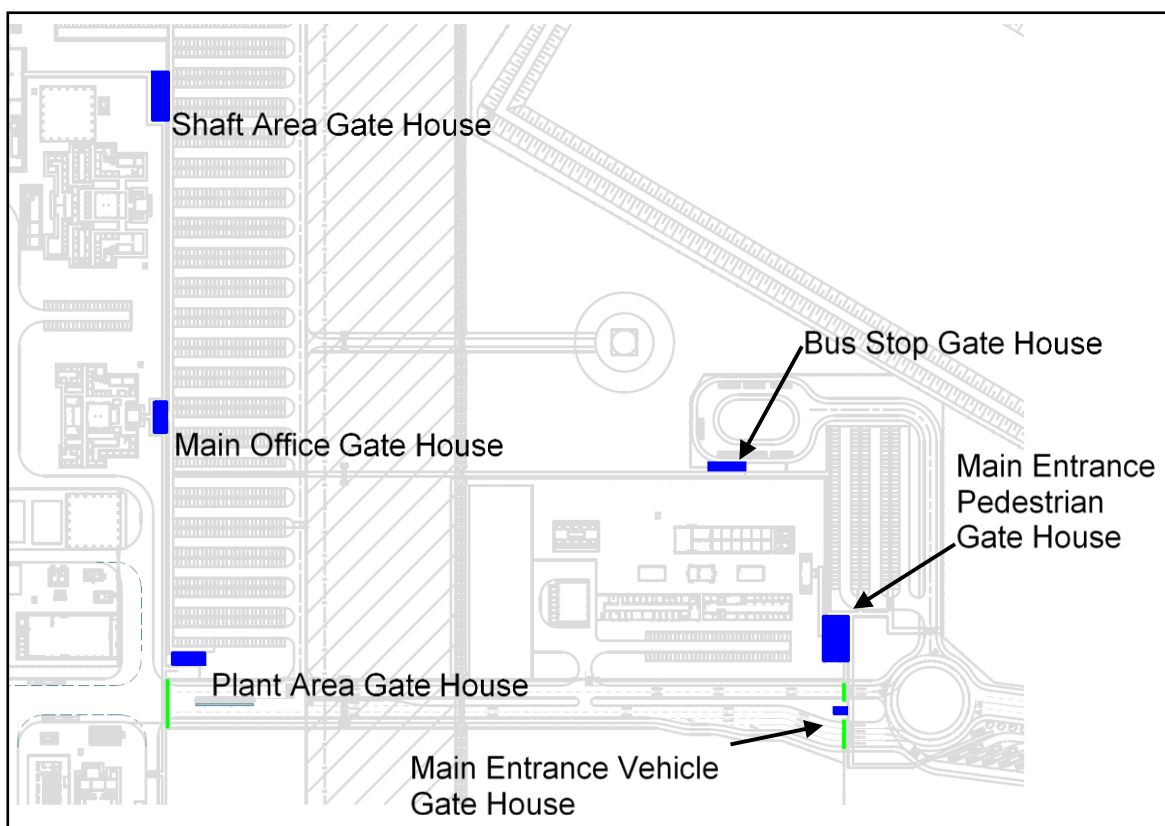 Shaft Area Gate House
Bus Stop Gate House
Main Office Gate House
Main Entrance
Pedestrian
Gate House
Plant Area Gate House
Main Entrance Vehicle
Gate House